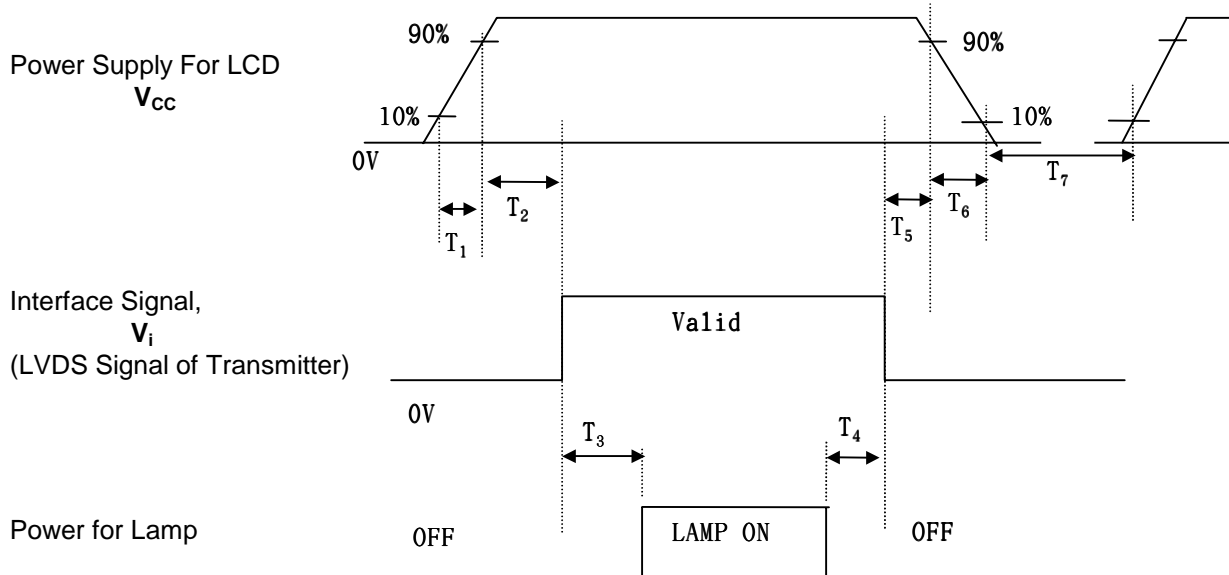 90%
90%
Power Supply For LCD
VCC
10%
10%
0V
T7
T2
T6
T5
T1
Interface Signal,
Vi
Valid
(LVDS Signal of Transmitter)
0V
T3
T4
Power for Lamp
OFF
LAMP ON
OFF